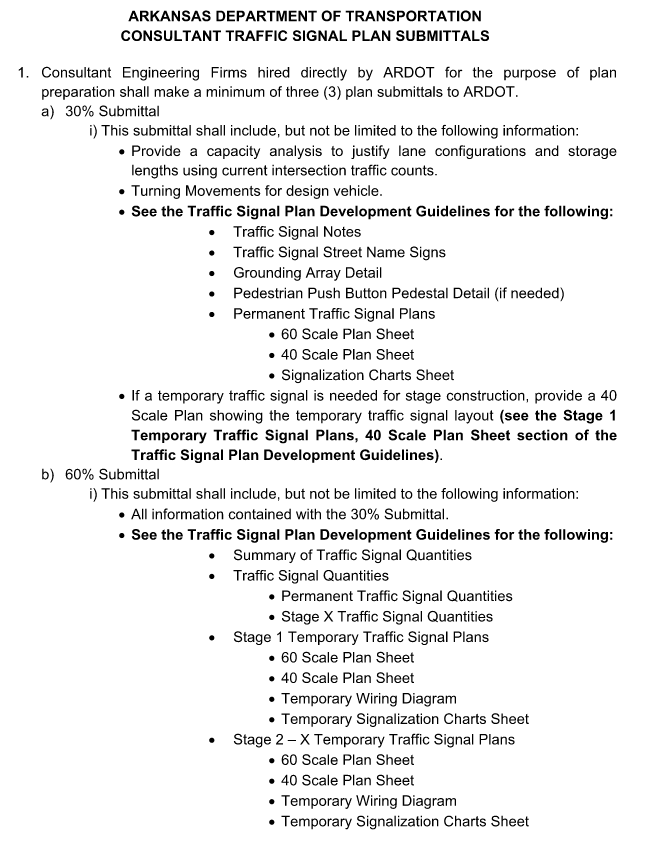 ARKANSAS DEPARTMENT OF TRANSPORTATION
CONSULTANT TRAFFIC SIGNAL PLAN SUBMITTALS
1. Consultant Engineering Firms hired directly by ARDOT for the purpose of plan
preparation shall make a minimum of three (3) plan submittals to ARDOT.
a) 30% Submittal
i) This submittal shall include, but not be limited to the following information:
• Provide a capacity analysis to justify lane configurations and storage
lengths using current intersection traffic counts.
• Turning Movements for design vehicle.
• See the Traffic Signal Plan Development Guidelines for the following:
• Traffic Signal Notes
• Traffic Signal Street Name Signs
• Grounding Array Detail
• Pedestrian Push Button Pedestal Detail (if needed)
• Permanent Traffic Signal Plans
• 60 Scale Plan Sheet
• 40 Scale Plan Sheet
• Signalization Charts Sheet
• If a temporary traffic signal is needed for stage construction, provide a 40
Scale Plan showing the temporary traffic signal layout (see the Stage 1
Temporary Traffic Signal Plans, 40 Scale Plan Sheet section of the
Traffic Signal Plan Development Guidelines).
b) 60% Submittal
i) This submittal shall include, but not be limited to the following information:
• All information contained with the 30% Submittal.
• See the Traffic Signal Plan Development Guidelines for the following:
• Summary of Traffic Signal Quantities
• Traffic Signal Quantities
• Permanent Traffic Signal Quantities
• Stage X Traffic Signal Quantities
• Stage 1 Temporary Traffic Signal Plans
• 60 Scale Plan Sheet
• 40 Scale Plan Sheet
• Temporary Wiring Diagram
• Temporary Signalization Charts Sheet
• Stage 2 – X Temporary Traffic Signal Plans
• 60 Scale Plan Sheet
• 40 Scale Plan Sheet
• Temporary Wiring Diagram
• Temporary Signalization Charts Sheet